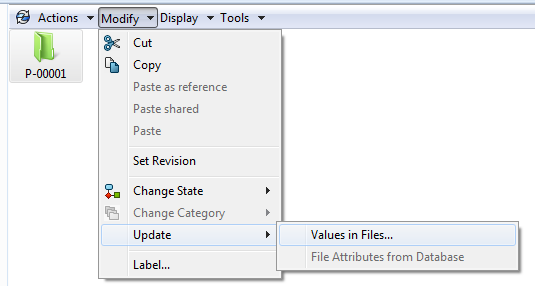 Actions Modify Display Tools
P-00001
Cut
Copy
Paste as reference
Paste shared
Paste
Set Revision
Change State
Change Category
Update
Values in Files...
File Attributes from Database
Label...